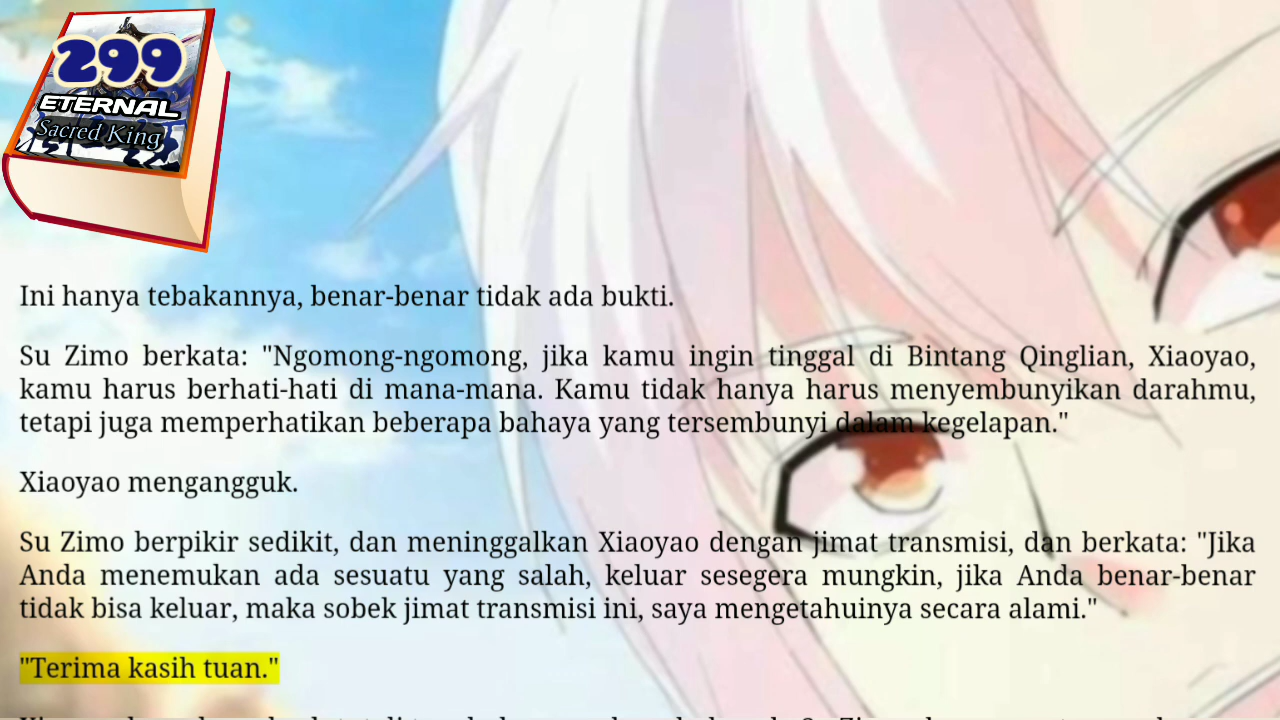 299
ETERNAL
Sacred King
Ini hanya tebakannya, benar-benar tidak ada bukti.
Su Zimo berkata: "Ngomong-ngomong, jika kamu ingin tinggal di Bintang Qinglian, Xiaoyao,
kamu harus berhati-hati di mana-mana. Kamu tidak hanya harus menyembunyikan darahmu,
tetapi juga memperhatikan beberapa bahaya yang tersembunyi dalam kegelapan."
Xiaoyao mengangguk.
Su Zimo berpikir sedikit, dan meninggalkan Xiaoyao dengan jimat transmisi, dan berkata: "Jika
Anda menemukan ada sesuatu yang salah, keluar sesegera mungkin, jika Anda benar-benar
tidak bisa keluar, maka sobek jimat transmisi ini, saya mengetahuinya secara alami."
"Terima kasih tuan."